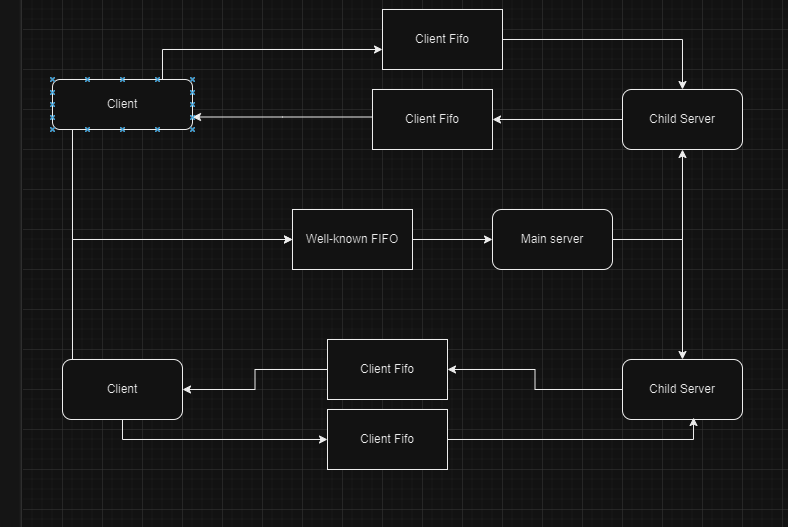 Client Fifo
Client
Client Fifo
Child Server
Well-known FIFO
Main server
Client Fifo
Client
Child Server
Client Fifo